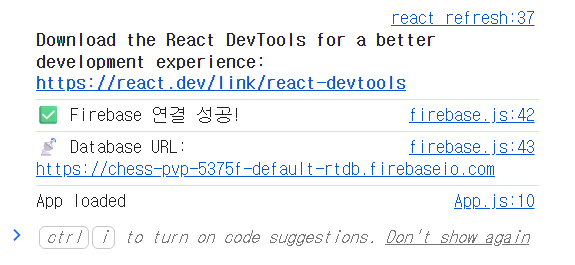 react refresh:37
Download the React DevTools for a better
development experience:
https://react.dev/link/react-devtools
✅ Firebase 연결 성공! firebase.js:42
📡 Database URL: firebase.js:43
https://chess-pvp-5375f-default-rtdb.firebaseio.com
App loaded App.js:10
ctrl i to turn on code suggestions. Don't show again